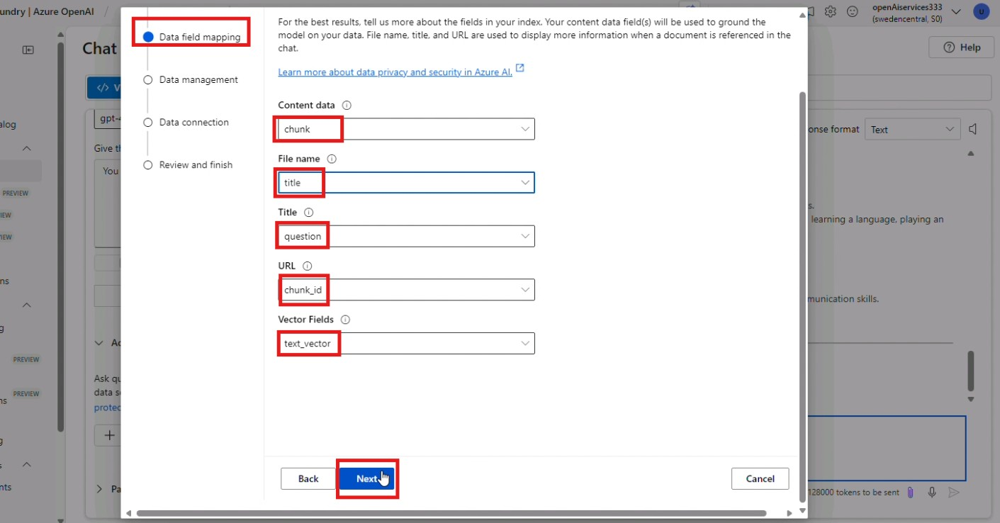 undry | Azure OpenAI /
openAiservices333
(swedencentral, S0)
U
Chat
Help
</> V
gpt-4
Give th
You
alog
PREVIEW
IEW
IEW
ns
g
PREVIEW
PREVIEW
ns
g
s
nts
Ad
Ask qu
data so
protec
Pa
Data field mapping
Data management
Data connection
Review and finish
For the best results, tell us more about the fields in your index. Your content data field(s) will be used to ground the
model on your data. File name, title, and URL are used to display more information when a document is referenced in the
chat.
Learn more about data privacy and security in Azure AI.
Content data
chunk
File name
title
Title
question
URL
chunk_id
Vector Fields
text_vector
Back
Next
Cancel
onse format
Text
s.
learning a language, playing an
munication skills.
128000 tokens to be sent